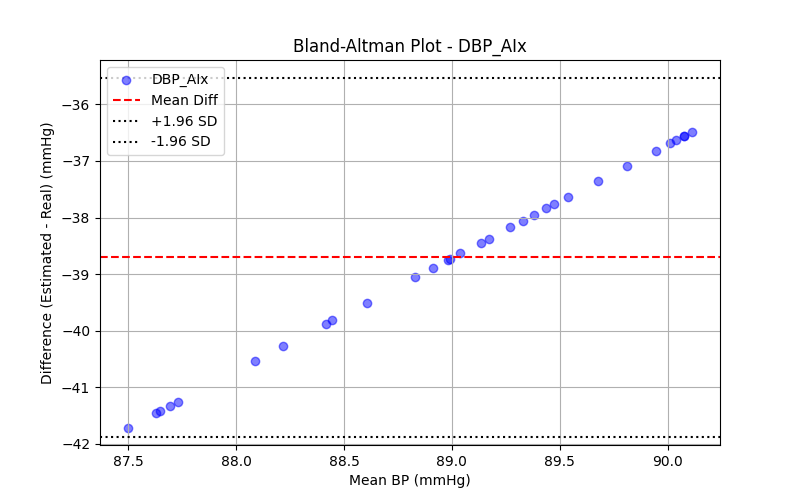 Bland-Altman Plot - DBP_AIx
DBP_AIx
Mean Diff
+1.96 SD
-1.96 SD
Difference (Estimated - Real) (mmHg)
−36
−37
−38
−39
−40
−41
−42
87.5 88.0 88.5 89.0 89.5 90.0
Mean BP (mmHg)